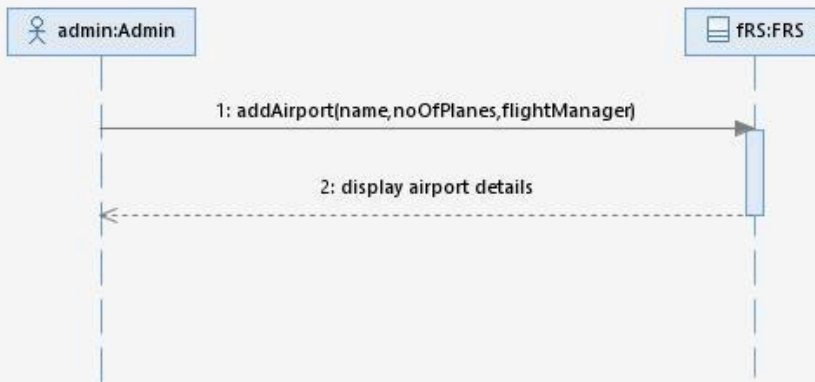 admin:Admin
fRS:FRS
1: addAirport(name,noOfPlanes,flightManager)
2: display airport details